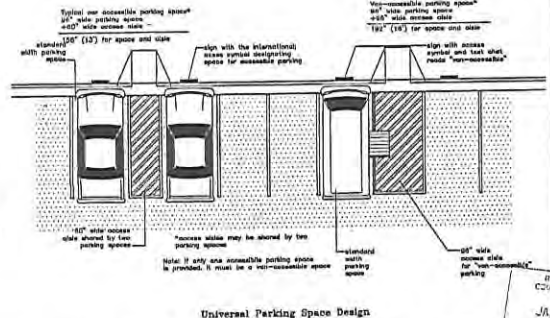 Typical car accessible parking space*
96" wide parking space
+60" wide access aisle
156" (13') for space and aisle
Van-accessible parking space*
96" wide parking space
+96" wide access aisle
192" (16') for space and aisle
standard
width parking
space
sign with the international
access symbol designating
space for accessible parking
sign with access
symbol and text that
reads "van-accessible"
60" wide access
aisle shared by two
parking spaces
*access aisles may be shared by two
parking spaces
Note: if only one accessible parking space
is provided, it must be a van-accessible space
standard
width
parking
space
96" wide
access aisle
for "van-accessible"
parking
Universal Parking Space Design